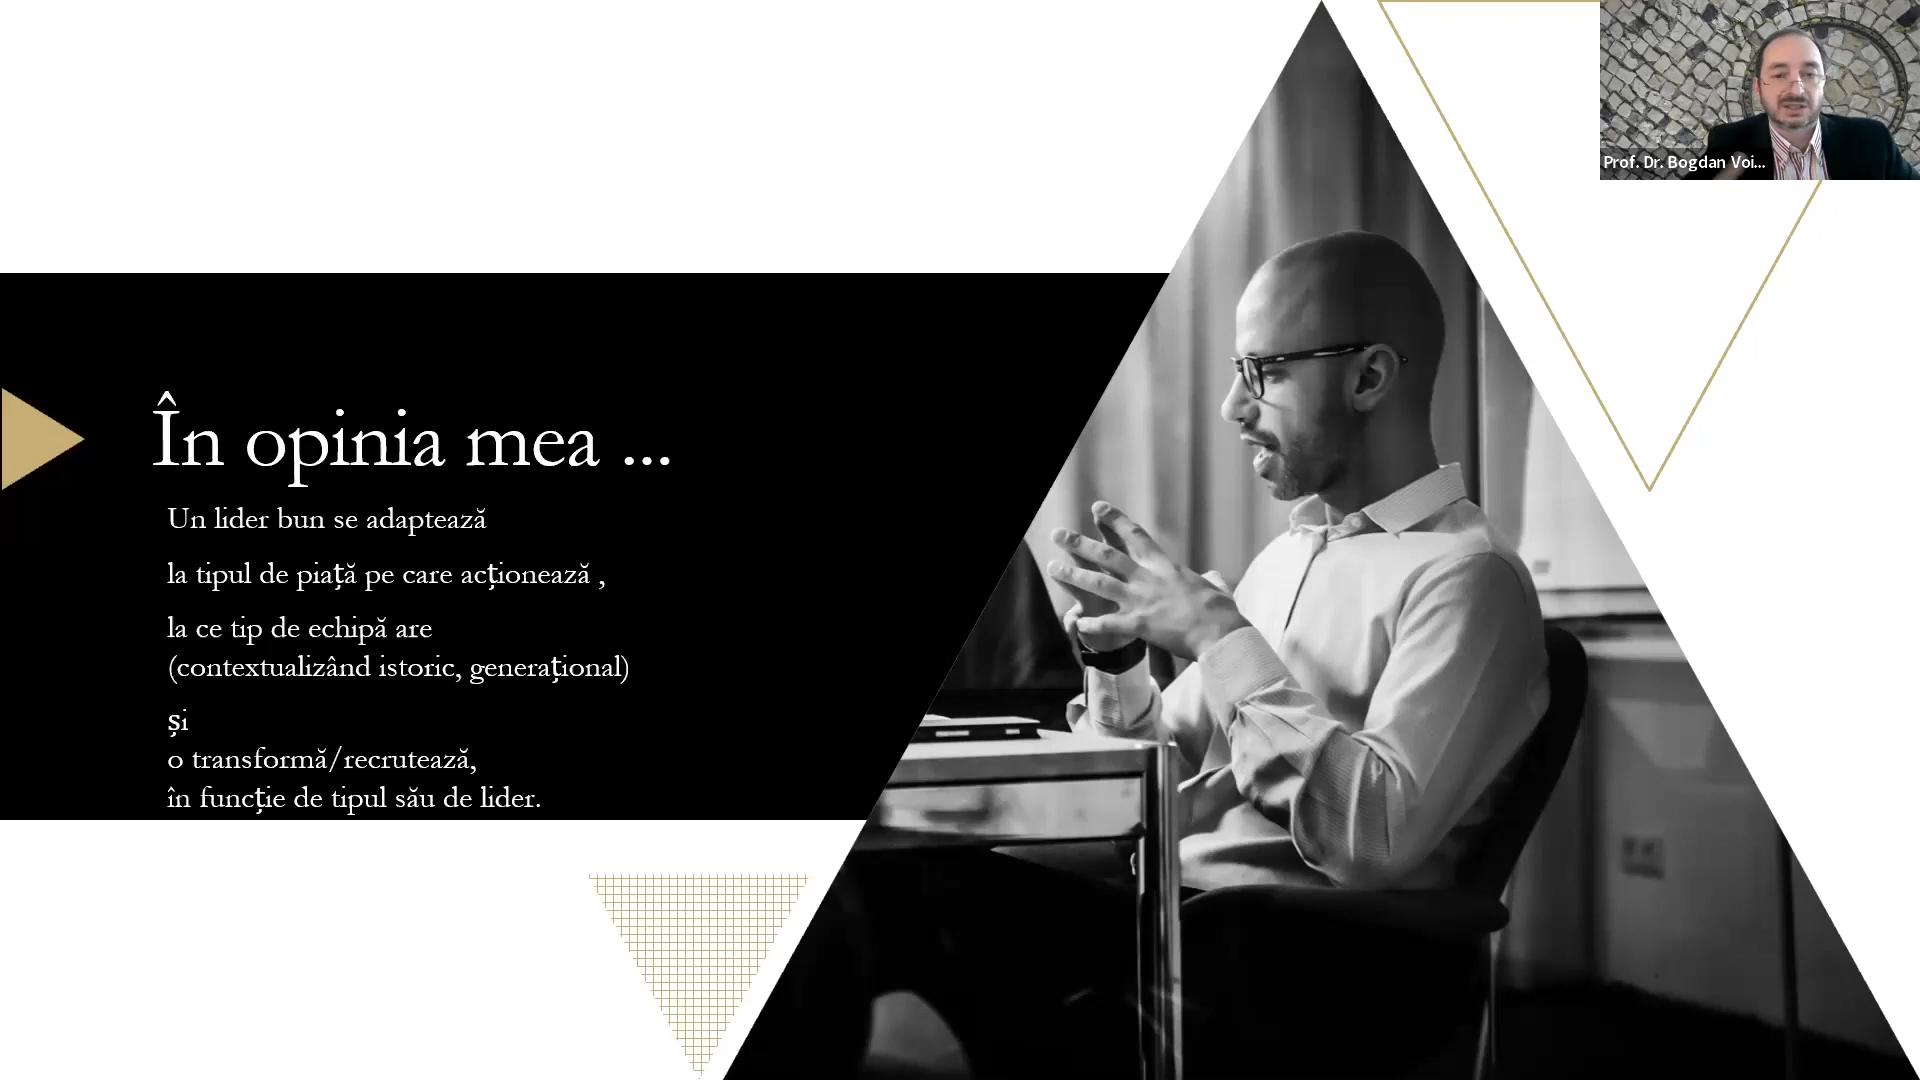 Prof. Dr. Bogdan Voi...
În opinia mea ...
Un lider bun se adaptează
la tipul de piață pe care acționează ,
la ce tip de echipă are
(contextualizând istoric, generațional)
și
o transformă/recrutează,
în funcție de tipul său de lider.